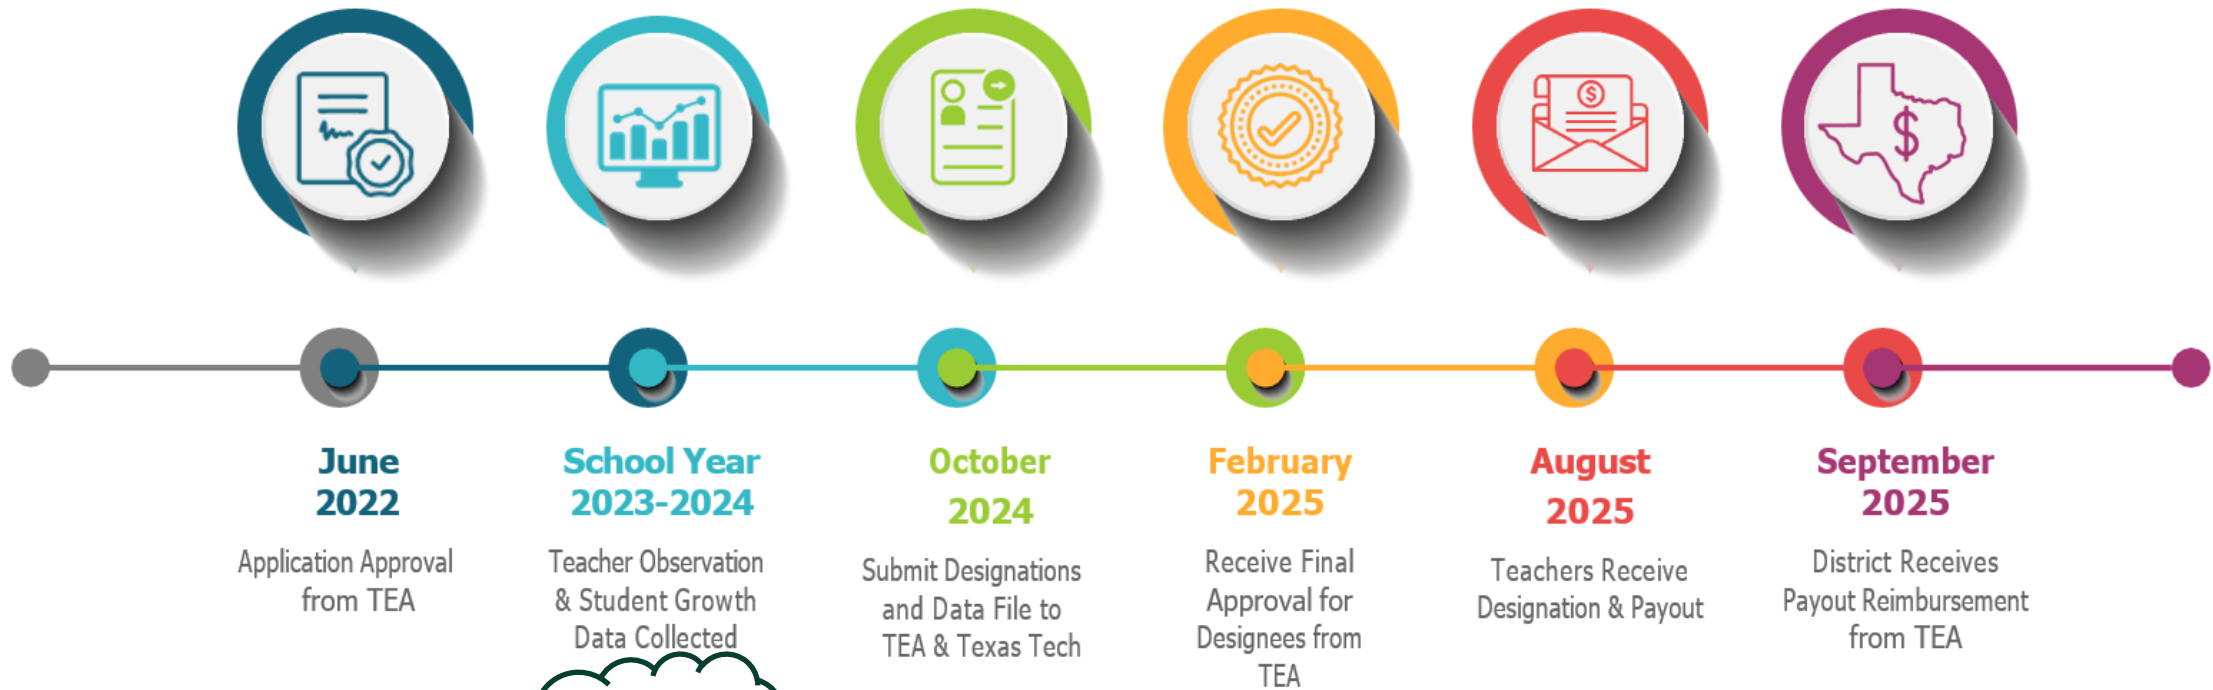 June
2022
Application Approval
from TEA
School Year
2023-2024
Teacher Observation
& Student Growth
Data Collected
October
2024
Submit Designations
and Data File to
TEA & Texas Tech
February
2025
Receive Final
Approval for
Designees from
TEA
August
2025
Teachers Receive
Designation & Payout
September
2025
District Receives
Payout Reimbursement
from TEA
$
$